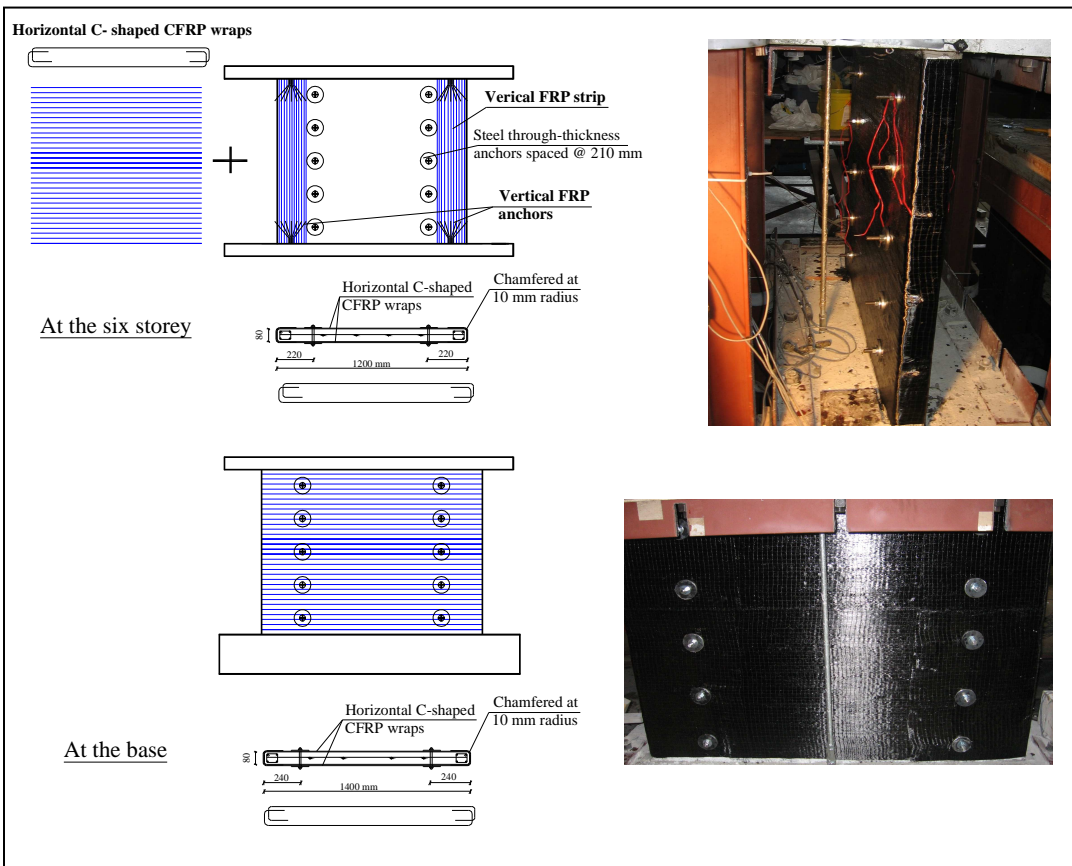 Horizontal C- shaped CFRP wraps
Verical FRP strip
Steel through-thickness
anchors spaced @ 210 mm
Vertical FRP
anchors
Horizontal C-shaped
CFRP wraps
Chamfered at
10 mm radius
At the six storey
80
220
220
1200 mm
Horizontal C-shaped
CFRP wraps
Chamfered at
10 mm radius
At the base
80
240
240
1400 mm